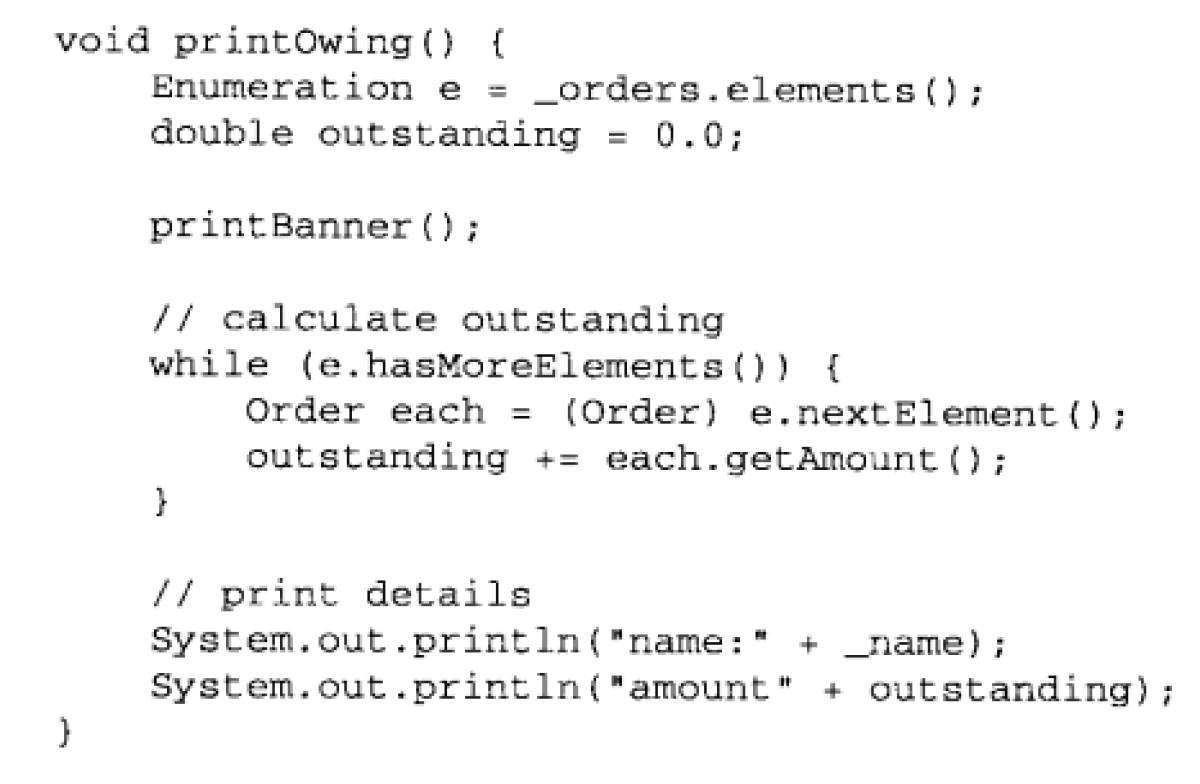 void printOwing() {
    Enumeration e = _orders.elements();
    double outstanding = 0.0;

    printBanner();

    // calculate outstanding
    while (e.hasMoreElements()) {
        Order each = (Order) e.nextElement();
        outstanding += each.getAmount();
    }

    // print details
    System.out.println("name:" + _name);
    System.out.println("amount" + outstanding);
}